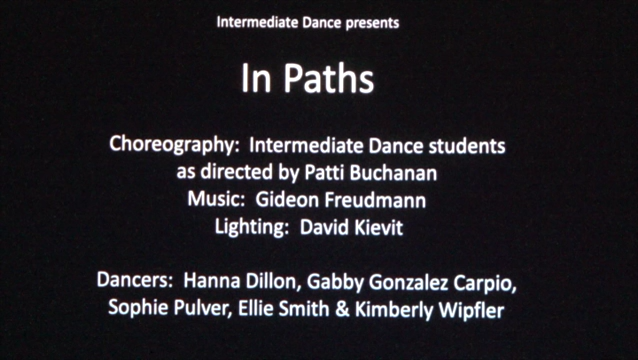 Intermediate Dance presents
In Paths
Choreography:  Intermediate Dance students
as directed by Patti Buchanan
Music:  Gideon Freudmann
Lighting:  David Kievit
Dancers:  Hanna Dillon, Gabby Gonzalez Carpio,
Sophie Pulver, Ellie Smith & Kimberly Wipfler